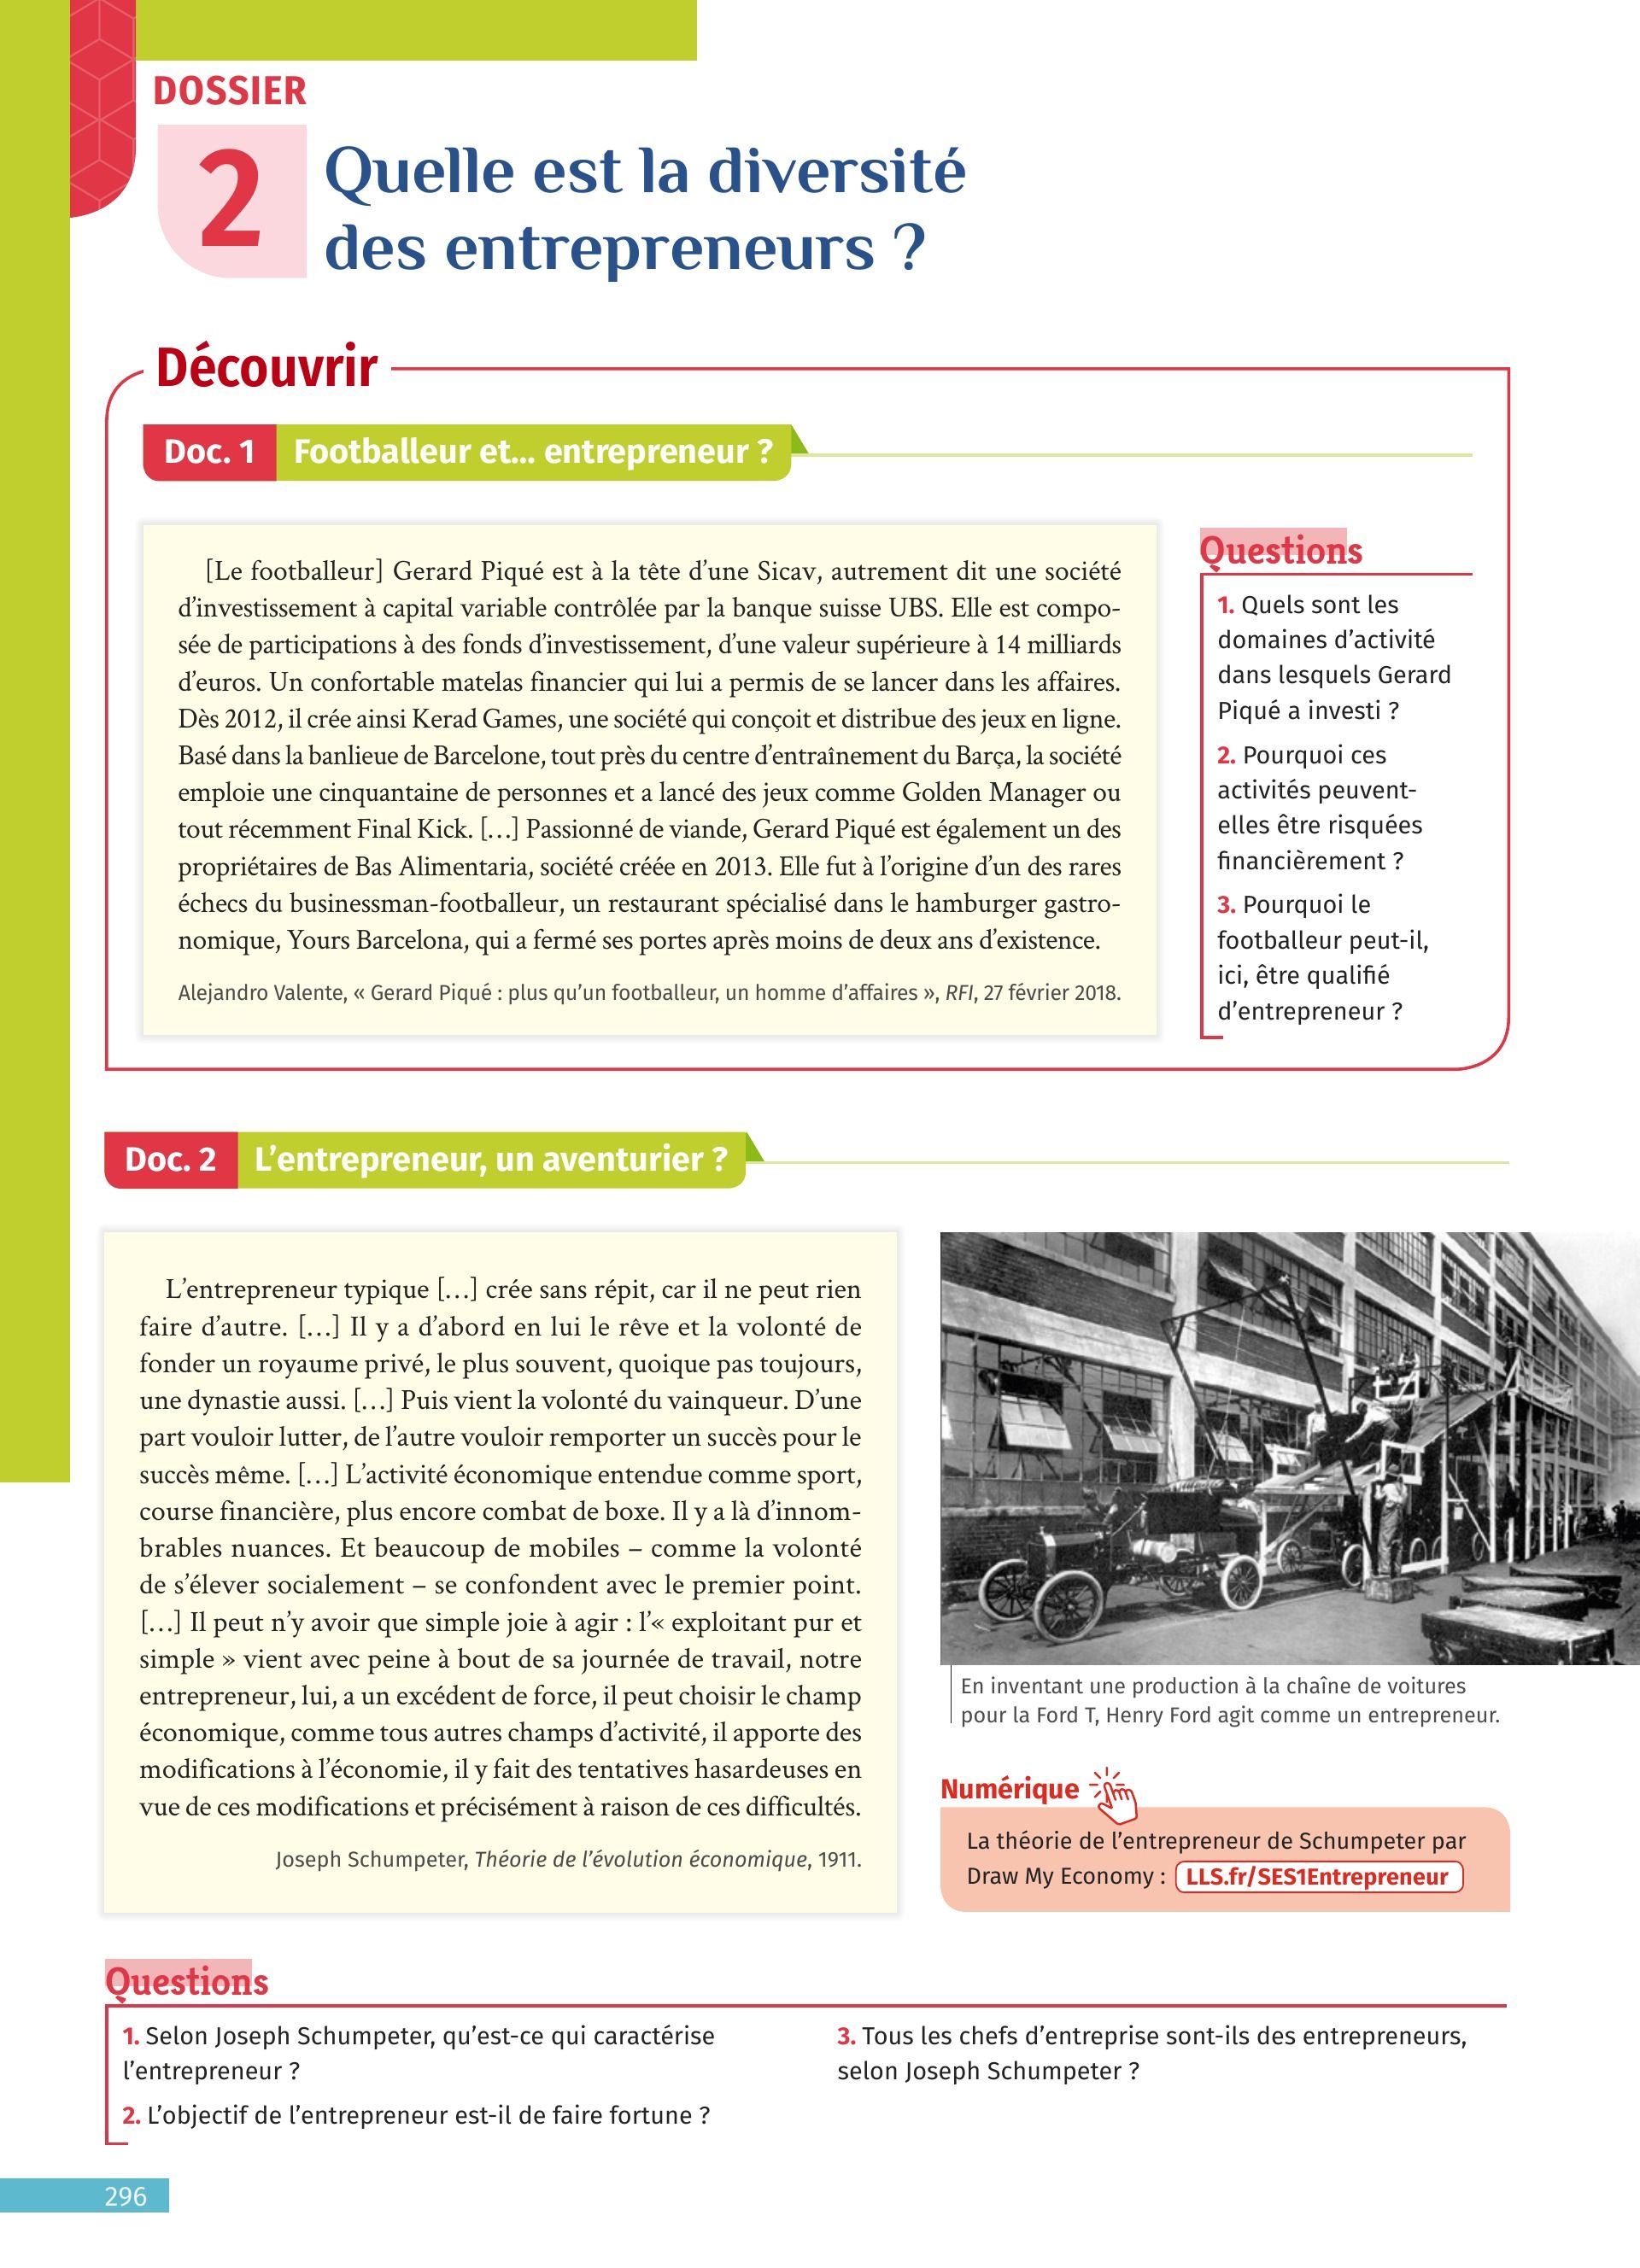 DOSSIER
2
Quelle est la diversité
des entrepreneurs ?
Découvrir
Doc. 1 Footballeur et... entrepreneur ?
[Le footballeur] Gerard Piqué est à la tête d’une Sicav, autrement dit une société
d’investissement à capital variable contrôlée par la banque suisse UBS. Elle est compo-
sée de participations à des fonds d’investissement, d’une valeur supérieure à 14 milliards
d’euros. Un confortable matelas financier qui lui a permis de se lancer dans les affaires.
Dès 2012, il crée ainsi Kerad Games, une société qui conçoit et distribue des jeux en ligne.
Basé dans la banlieue de Barcelone, tout près du centre d’entraînement du Barça, la société
emploie une cinquantaine de personnes et a lancé des jeux comme Golden Manager ou
tout récemment Final Kick. […] Passionné de viande, Gerard Piqué est également un des
propriétaires de Bas Alimentaria, société créée en 2013. Elle fut à l’origine d’un des rares
échecs du businessman-footballeur, un restaurant spécialisé dans le hamburger gastro-
nomique, Yours Barcelona, qui a fermé ses portes après moins de deux ans d’existence.
Alejandro Valente, « Gerard Piqué : plus qu’un footballeur, un homme d’affaires », RFI, 27 février 2018.
Questions
1. Quels sont les
domaines d’activité
dans lesquels Gerard
Piqué a investi ?
2. Pourquoi ces
activités peuvent-
elles être risquées
financièrement ?
3. Pourquoi le
footballeur peut-il,
ici, être qualifié
d’entrepreneur ?
Doc. 2 L’entrepreneur, un aventurier ?
L’entrepreneur typique […] crée sans répit, car il ne peut rien
faire d’autre. […] Il y a d’abord en lui le rêve et la volonté de
fonder un royaume privé, le plus souvent, quoique pas toujours,
une dynastie aussi. […] Puis vient la volonté du vainqueur. D’une
part vouloir lutter, de l’autre vouloir remporter un succès pour le
succès même. […] L’activité économique entendue comme sport,
course financière, plus encore combat de boxe. Il y a là d’innom-
brables nuances. Et beaucoup de mobiles – comme la volonté
de s’élever socialement – se confondent avec le premier point.
[…] Il peut n’y avoir que simple joie à agir : l’« exploitant pur et
simple » vient avec peine à bout de sa journée de travail, notre
entrepreneur, lui, a un excédent de force, il peut choisir le champ
économique, comme tous autres champs d’activité, il apporte des
modifications à l’économie, il y fait des tentatives hasardeuses en
vue de ces modifications et précisément à raison de ces difficultés.
Joseph Schumpeter, Théorie de l’évolution économique, 1911.
En inventant une production à la chaîne de voitures
pour la Ford T, Henry Ford agit comme un entrepreneur.
Numérique
La théorie de l’entrepreneur de Schumpeter par
Draw My Economy : LLS.fr/SES1Entrepreneur
Questions
1. Selon Joseph Schumpeter, qu’est-ce qui caractérise
l’entrepreneur ?
2. L’objectif de l’entrepreneur est-il de faire fortune ?
3. Tous les chefs d’entreprise sont-ils des entrepreneurs,
selon Joseph Schumpeter ?
296